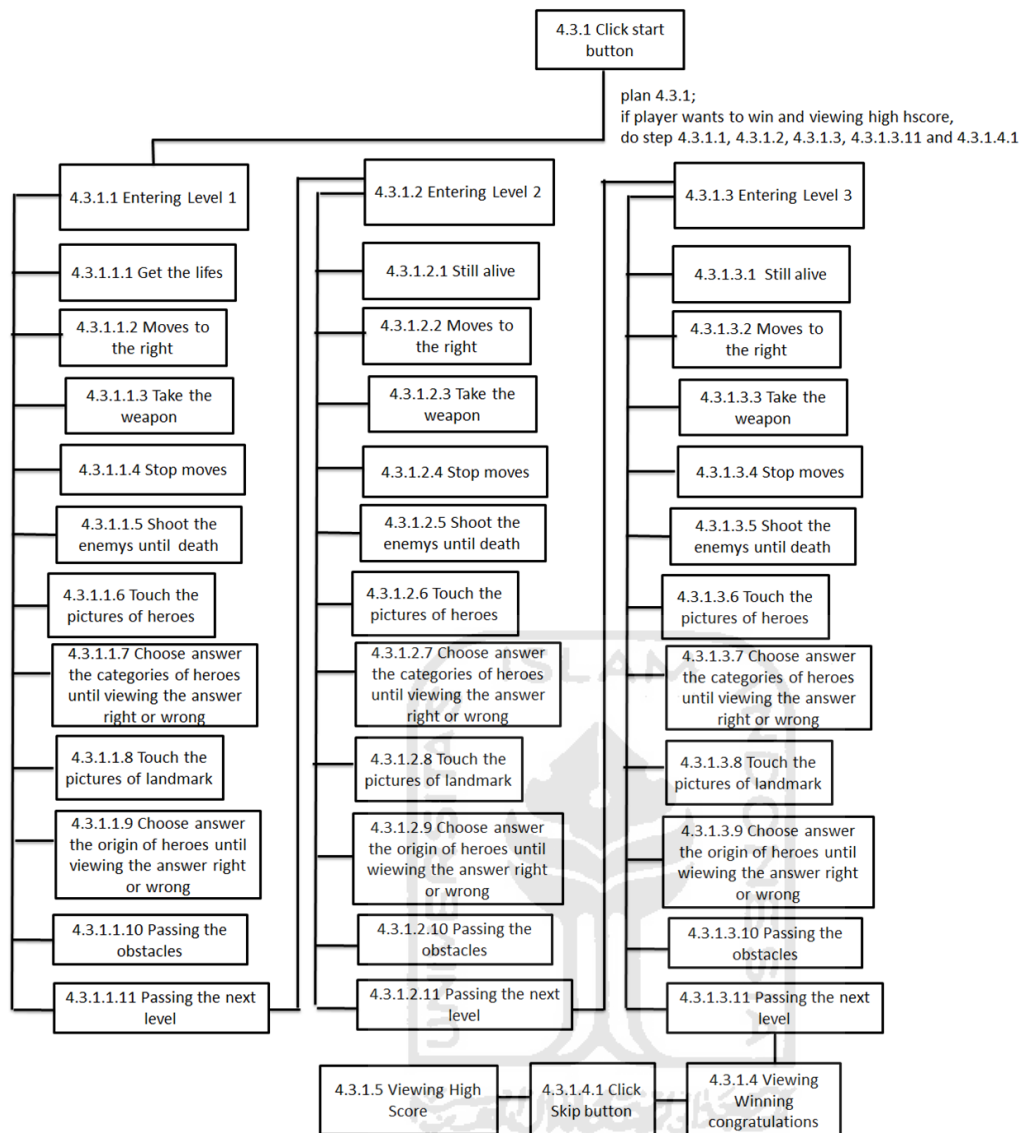 4.3.1 Click start
button
plan 4.3.1;
if player wants to win and viewing high hscore,
do step 4.3.1.1, 4.3.1.2, 4.3.1.3, 4.3.1.3.11 and 4.3.1.4.1
4.3.1.1 Entering Level 1
4.3.1.1.1 Get the lifes
4.3.1.1.2 Moves to
the right
4.3.1.1.3 Take the
weapon
4.3.1.1.4 Stop moves
4.3.1.1.5 Shoot the
enemys until death
4.3.1.1.6 Touch the
pictures of heroes
4.3.1.1.7 Choose answer
the categories of heroes
until viewing the answer
right or wrong
4.3.1.1.8 Touch the
pictures of landmark
4.3.1.1.9 Choose answer
the origin of heroes until
viewing the answer right
or wrong
4.3.1.1.10 Passing the
obstacles
4.3.1.1.11 Passing the next
level
4.3.1.2 Entering Level 2
4.3.1.2.1 Still alive
4.3.1.2.2 Moves to
the right
4.3.1.2.3 Take the
weapon
4.3.1.2.4 Stop moves
4.3.1.2.5 Shoot the
enemys until death
4.3.1.2.6 Touch the
pictures of heroes
4.3.1.2.7 Choose answer
the categories of heroes
until viewing the answer
right or wrong
4.3.1.2.8 Touch the
pictures of landmark
4.3.1.2.9 Choose answer
the origin of heroes until
wiewing the answer right
or wrong
4.3.1.2.10 Passing the
obstacles
4.3.1.2.11 Passing the next
level
4.3.1.3 Entering Level 3
4.3.1.3.1 Still alive
4.3.1.3.2 Moves to
the right
4.3.1.3.3 Take the
weapon
4.3.1.3.4 Stop moves
4.3.1.3.5 Shoot the
enemys until death
4.3.1.3.6 Touch the
pictures of heroes
4.3.1.3.7 Choose answer
the categories of heroes
until viewing the answer
right or wrong
4.3.1.3.8 Touch the
pictures of landmark
4.3.1.3.9 Choose answer
the origin of heroes until
wiewing the answer right
or wrong
4.3.1.3.10 Passing the
obstacles
4.3.1.3.11 Passing the next
level
4.3.1.4 Viewing
Winning
congratulations
4.3.1.4.1 Click
Skip button
4.3.1.5 Viewing High
Score
UNIVERSITAS
ISLAM
INDONESIA